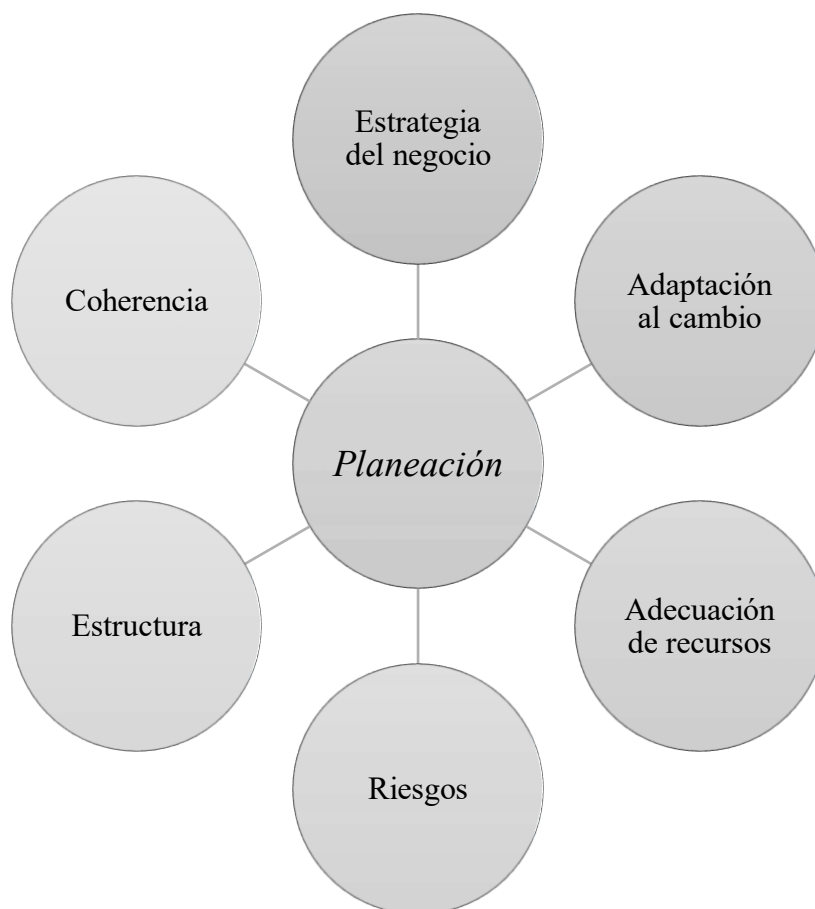 Estrategia
del negocio
Coherencia
Adaptación
al cambio
Planeación
Estructura
Adecuación
de recursos
Riesgos